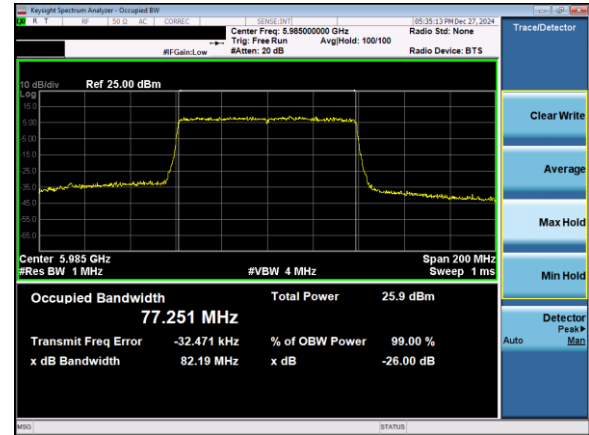 Keysight Spectrum Analyzer - Occupied BW
R T RF 50 Ω AC CORREC SENSE:INT 05:35:13 PM Dec 27, 2024
Center Freq: 5.985000000 GHz Radio Std: None
Trig: Free Run Avg|Hold: 100/100
#IFGain:Low #Atten: 20 dB Radio Device: BTS
10 dB/div Ref 25.00 dBm
Log
15.0
5.00
-5.00
-15.0
-25.0
-35.0
-45.0
-55.0
-65.0
Center 5.985 GHz Span 200 MHz
#Res BW 1 MHz #VBW 4 MHz Sweep 1 ms
Occupied Bandwidth Total Power 25.9 dBm
77.251 MHz
Transmit Freq Error -32.471 kHz % of OBW Power 99.00 %
x dB Bandwidth 82.19 MHz x dB -26.00 dB
MSG STATUS
Trace/Detector
Clear Write
Average
Max Hold
Min Hold
Detector
Peak▶
Auto Man